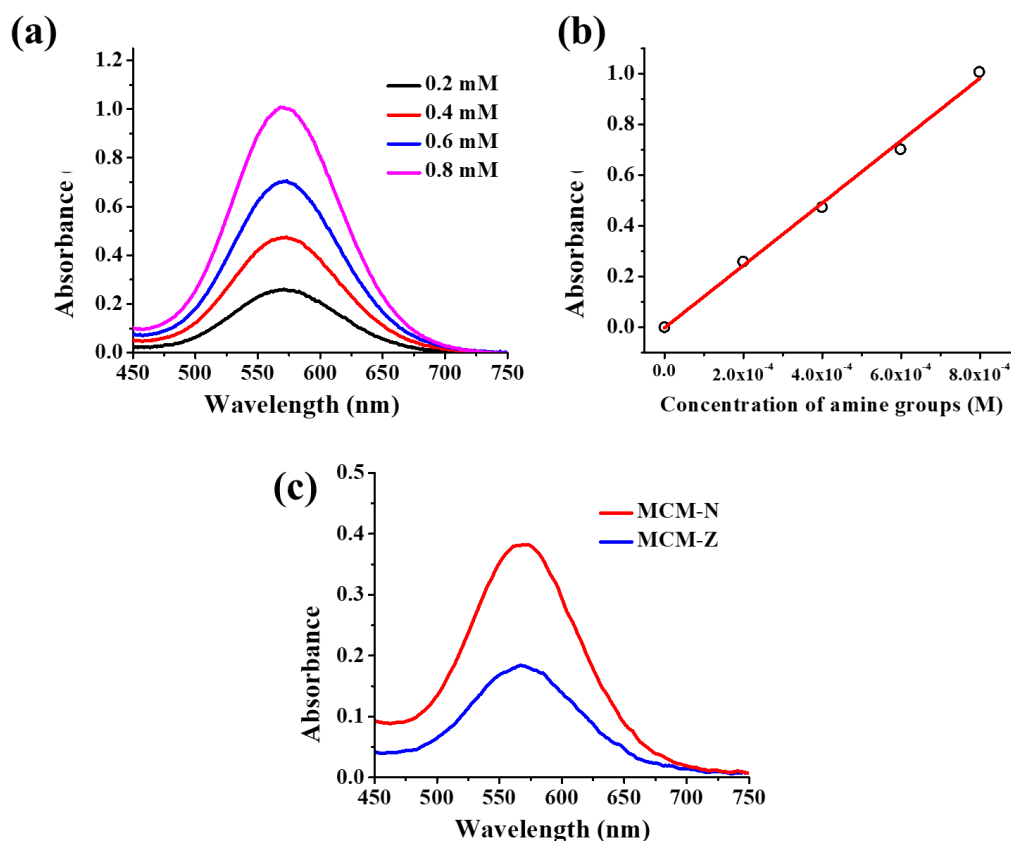 (a)
1.2
1.0
0.8
0.6
0.4
0.2
0.0
Absorbance (
0.2 mM
0.4 mM
0.6 mM
0.8 mM
450 500 550 600 650 700 750
Wavelength (nm)
(b)
1.0
0.8
0.6
0.4
0.2
0.0
Absorbance (
0.0 2.0x10⁻⁴ 4.0x10⁻⁴ 6.0x10⁻⁴ 8.0x10⁻⁴
Concentration of amine groups (M)
(c)
0.5
0.4
0.3
0.2
0.1
0.0
Absorbance
MCM-N
MCM-Z
450 500 550 600 650 700 750
Wavelength (nm)